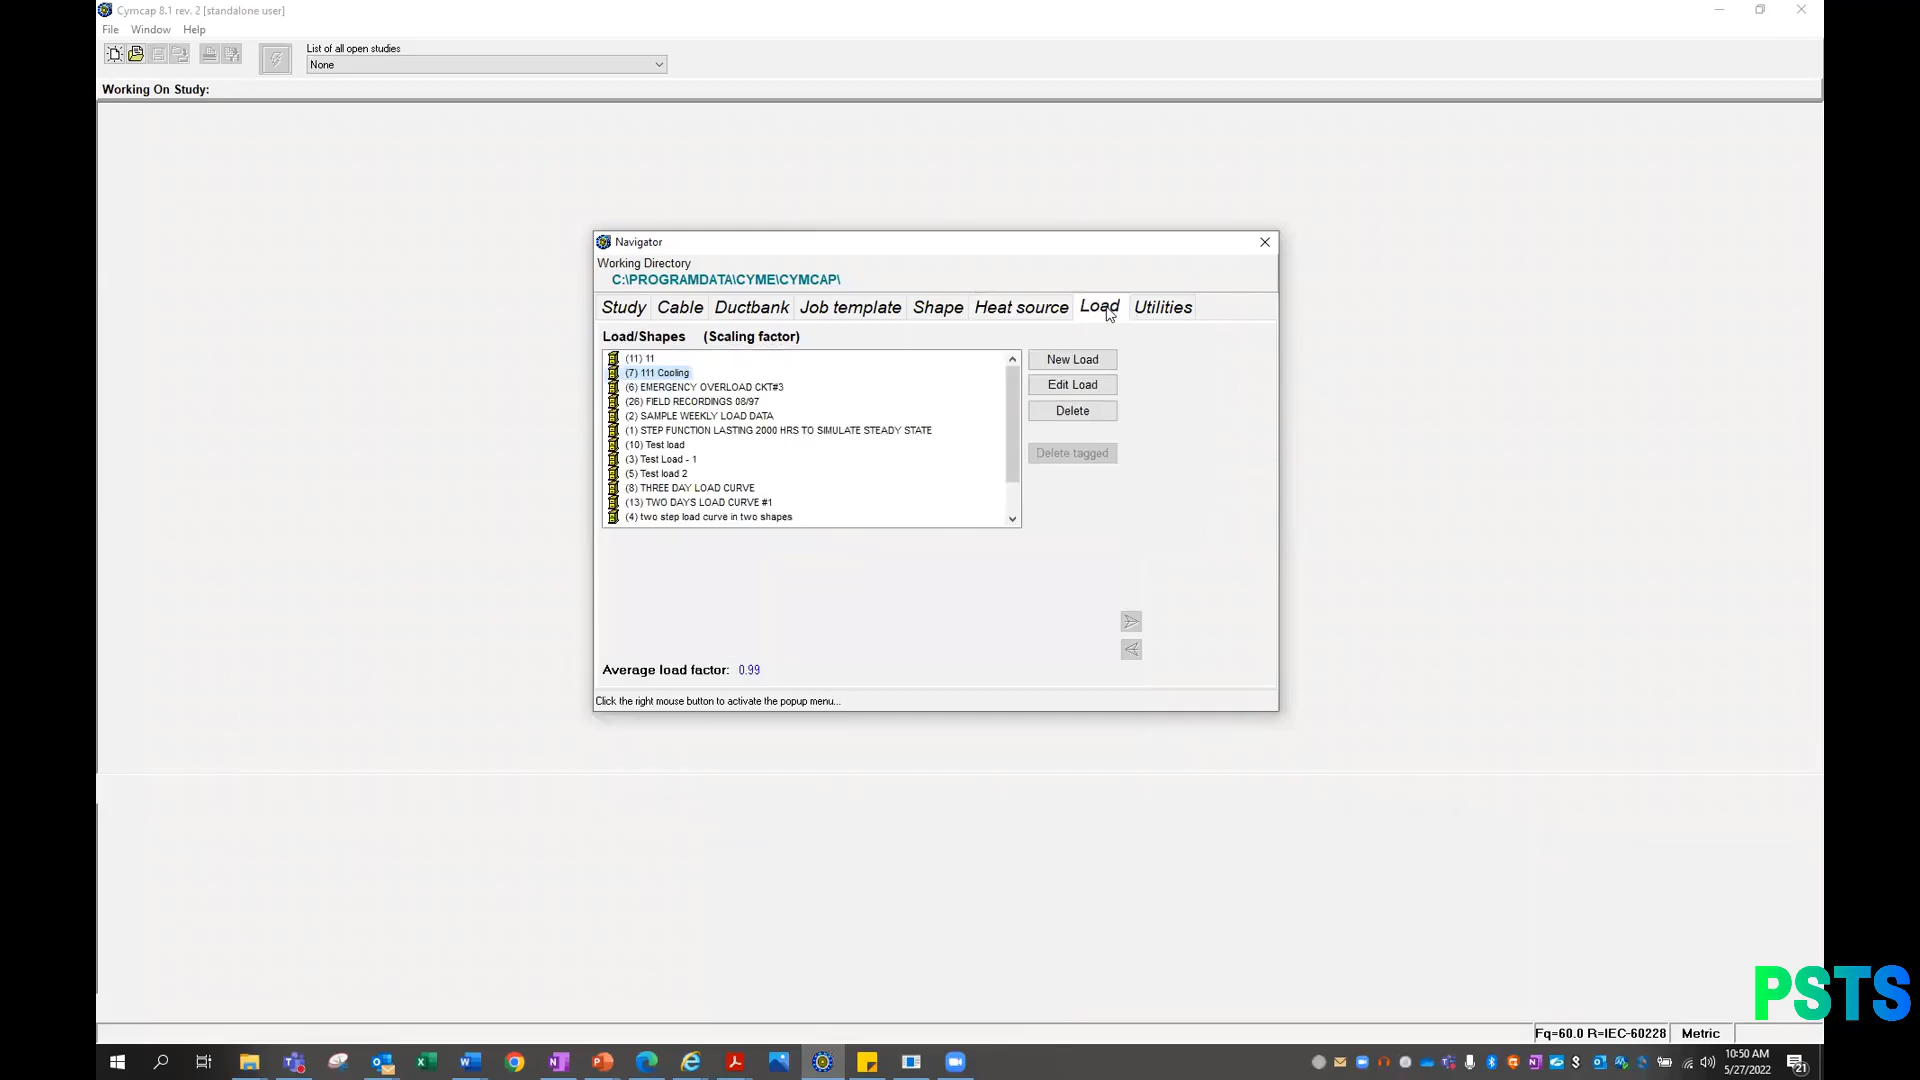 Cymcap 8.1 rev. 2 [standalone user]
File Window Help
List of all open studies
None
Working On Study:
Navigator
Working Directory
C:\PROGRAMDATA\CYME\CYMCAP\
Study Cable Ductbank Job template Shape Heat source Load Utilities
Load/Shapes (Scaling factor)
(11) 11
(7) 111 Cooling
(6) EMERGENCY OVERLOAD CKT#3
(26) FIELD RECORDINGS 08/97
(2) SAMPLE WEEKLY LOAD DATA
(1) STEP FUNCTION LASTING 2000 HRS TO SIMULATE STEADY STATE
(10) Test load
(3) Test Load - 1
(5) Test load 2
(8) THREE DAY LOAD CURVE
(13) TWO DAYS LOAD CURVE #1
(4) two step load curve in two shapes
New Load
Edit Load
Delete
Delete tagged
Average load factor: 0.99
Click the right mouse button to activate the popup menu...
PSTS
Fq=60.0 R=IEC-60228 Metric
10:50 AM
5/27/2022
21